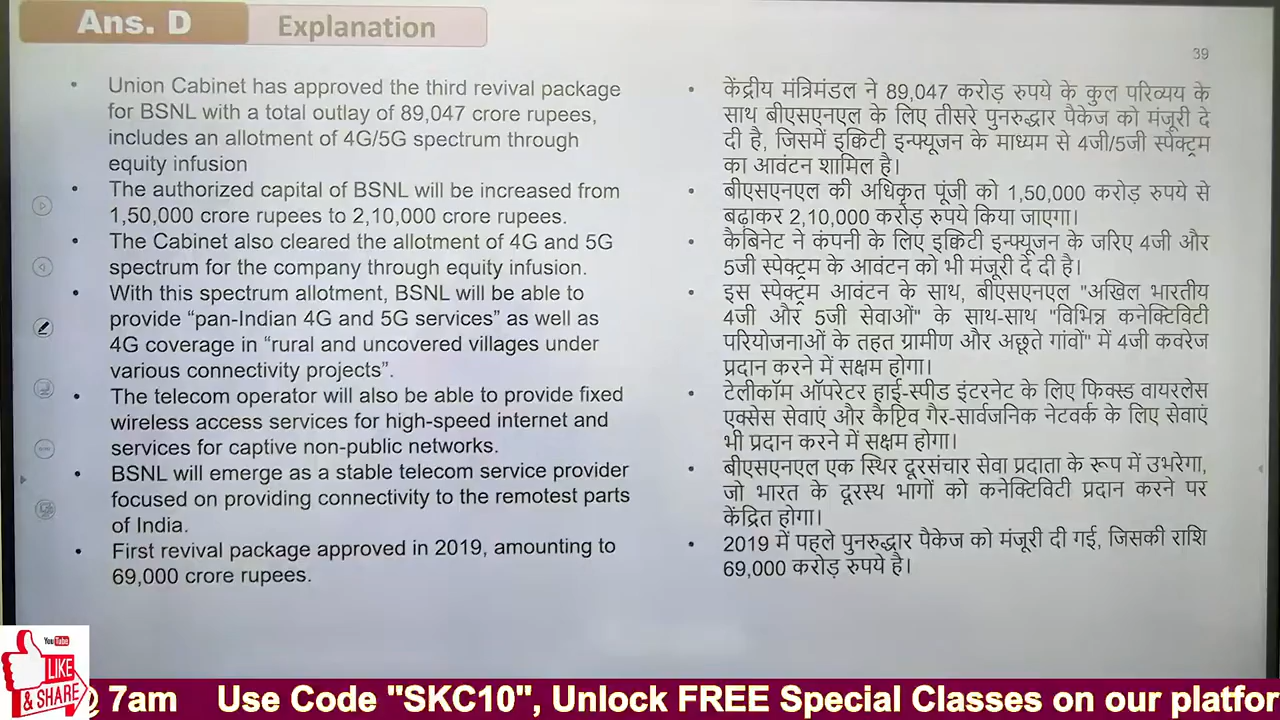 Ans. D
Explanation
39
• Union Cabinet has approved the third revival package
for BSNL with a total outlay of 89,047 crore rupees,
includes an allotment of 4G/5G spectrum through
equity infusion
• The authorized capital of BSNL will be increased from
1,50,000 crore rupees to 2,10,000 crore rupees.
• The Cabinet also cleared the allotment of 4G and 5G
spectrum for the company through equity infusion.
• With this spectrum allotment, BSNL will be able to
provide “pan-Indian 4G and 5G services” as well as
4G coverage in “rural and uncovered villages under
various connectivity projects”.
• The telecom operator will also be able to provide fixed
wireless access services for high-speed internet and
services for captive non-public networks.
• BSNL will emerge as a stable telecom service provider
focused on providing connectivity to the remotest parts
of India.
• First revival package approved in 2019, amounting to
69,000 crore rupees.
• केंद्रीय मंत्रिमंडल ने 89,047 करोड़ रुपये के कुल परिव्यय के
साथ बीएसएनएल के लिए तीसरे पुनरुद्धार पैकेज को मंजूरी दे
दी है, जिसमें इक्विटी इन्फ्यूजन के माध्यम से 4जी/5जी स्पेक्ट्रम
का आवंटन शामिल है।
• बीएसएनएल की अधिकृत पूंजी को 1,50,000 करोड़ रुपये से
बढ़ाकर 2,10,000 करोड़ रुपये किया जाएगा।
• कैबिनेट ने कंपनी के लिए इक्विटी इन्फ्यूजन के जरिए 4जी और
5जी स्पेक्ट्रम के आवंटन को भी मंजूरी दे दी है।
• इस स्पेक्ट्रम आवंटन के साथ, बीएसएनएल "अखिल भारतीय
4जी और 5जी सेवाओं" के साथ-साथ "विभिन्न कनेक्टिविटी
परियोजनाओं के तहत ग्रामीण और अछूते गांवों" में 4जी कवरेज
प्रदान करने में सक्षम होगा।
• टेलीकॉम ऑपरेटर हाई-स्पीड इंटरनेट के लिए फिक्स्ड वायरलेस
एक्सेस सेवाएं और कैप्टिव गैर-सार्वजनिक नेटवर्क के लिए सेवाएं
भी प्रदान करने में सक्षम होगा।
• बीएसएनएल एक स्थिर दूरसंचार सेवा प्रदाता के रूप में उभरेगा,
जो भारत के दूरस्थ भागों को कनेक्टिविटी प्रदान करने पर
केंद्रित होगा।
• 2019 में पहले पुनरुद्धार पैकेज को मंजूरी दी गई, जिसकी राशि
69,000 करोड़ रुपये है।
YouTube
LIKE
& SHARE
@ 7am Use Code "SKC10", Unlock FREE Special Classes on our platfor